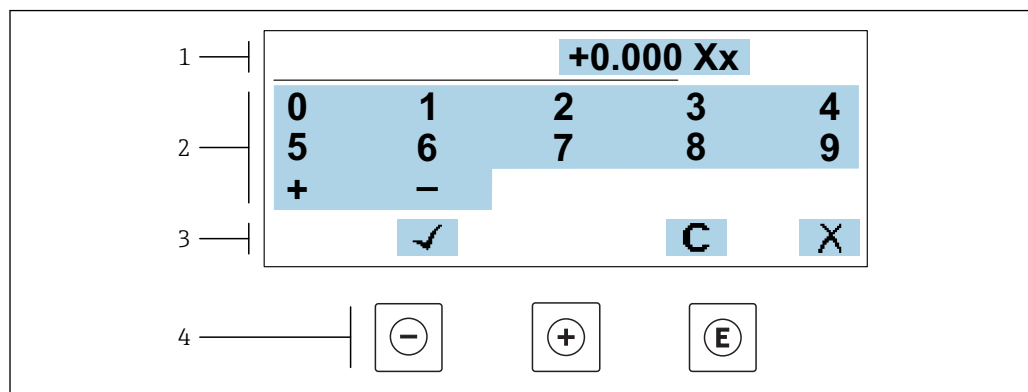 1 +0.000 Xx
0 1 2 3 4
2 5 6 7 8 9
+ −
3 ✓ C X
4 − + E